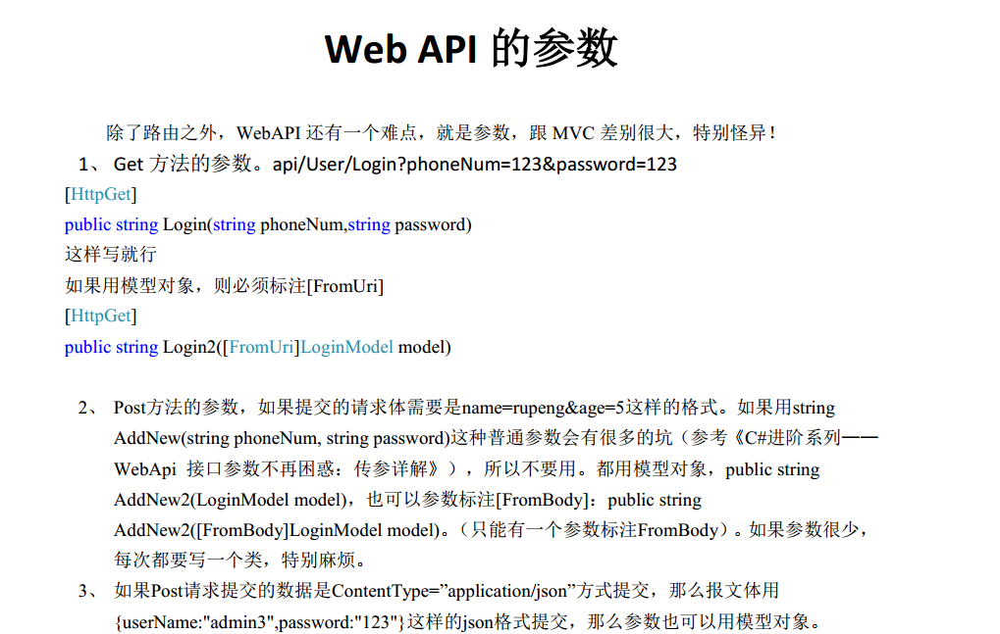 Web API 的参数
除了路由之外，WebAPI 还有一个难点，就是参数，跟 MVC 差别很大，特别怪异！
1、 Get 方法的参数。api/User/Login?phoneNum=123&password=123
[HttpGet]
public string Login(string phoneNum,string password)
这样写就行
如果用模型对象，则必须标注[FromUri]
[HttpGet]
public string Login2([FromUri]LoginModel model)
2、 Post方法的参数，如果提交的请求体需要是name=rupeng&age=5这样的格式。如果用string
AddNew(string phoneNum, string password)这种普通参数会有很多的坑（参考《C#进阶系列——
WebApi 接口参数不再困惑：传参详解》），所以不要用。都用模型对象，public string
AddNew2(LoginModel model)，也可以参数标注[FromBody]：public string
AddNew2([FromBody]LoginModel model)。（只能有一个参数标注FromBody）。如果参数很少，
每次都要写一个类，特别麻烦。
3、 如果Post请求提交的数据是ContentType=”application/json”方式提交，那么报文体用
{userName:"admin3",password:"123"}这样的json格式提交，那么参数也可以用模型对象。